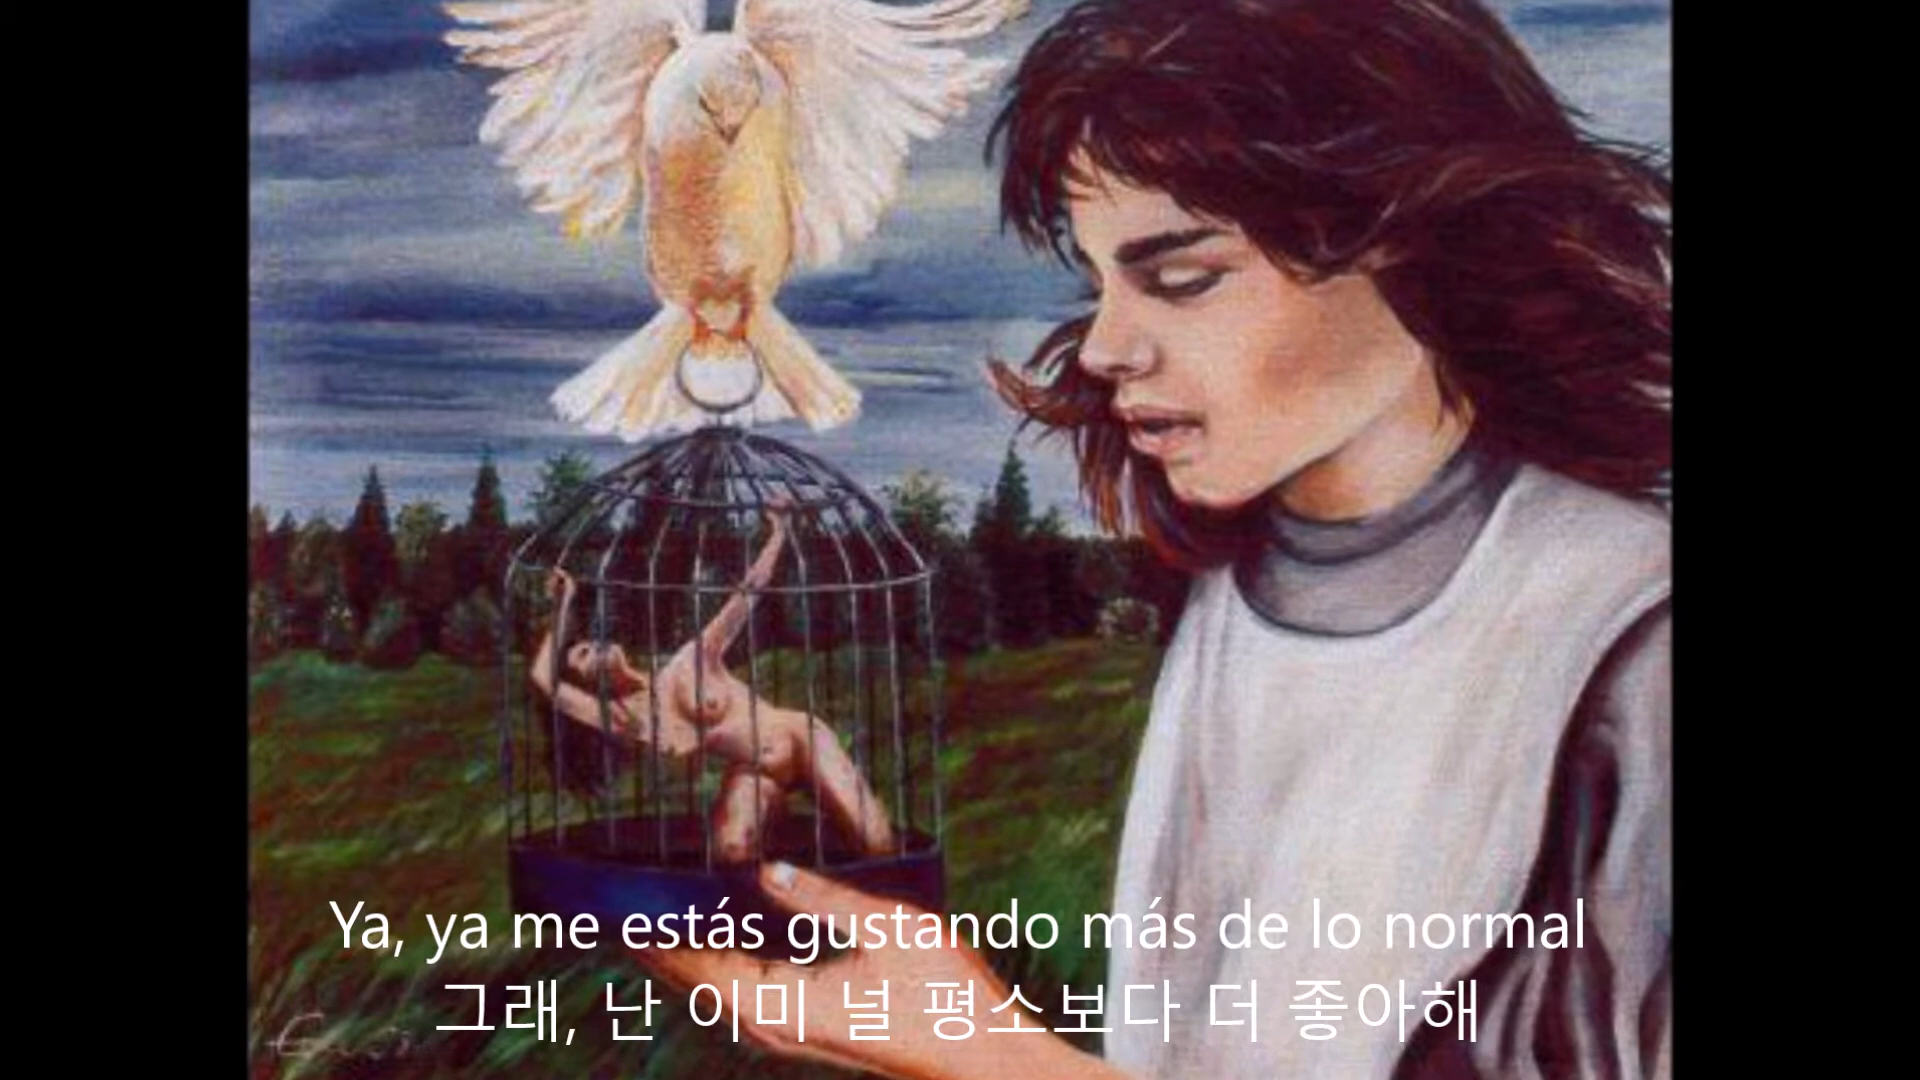 Ya, ya me estás gustando más de lo normal
그래, 난 이미 널 평소보다 더 좋아해